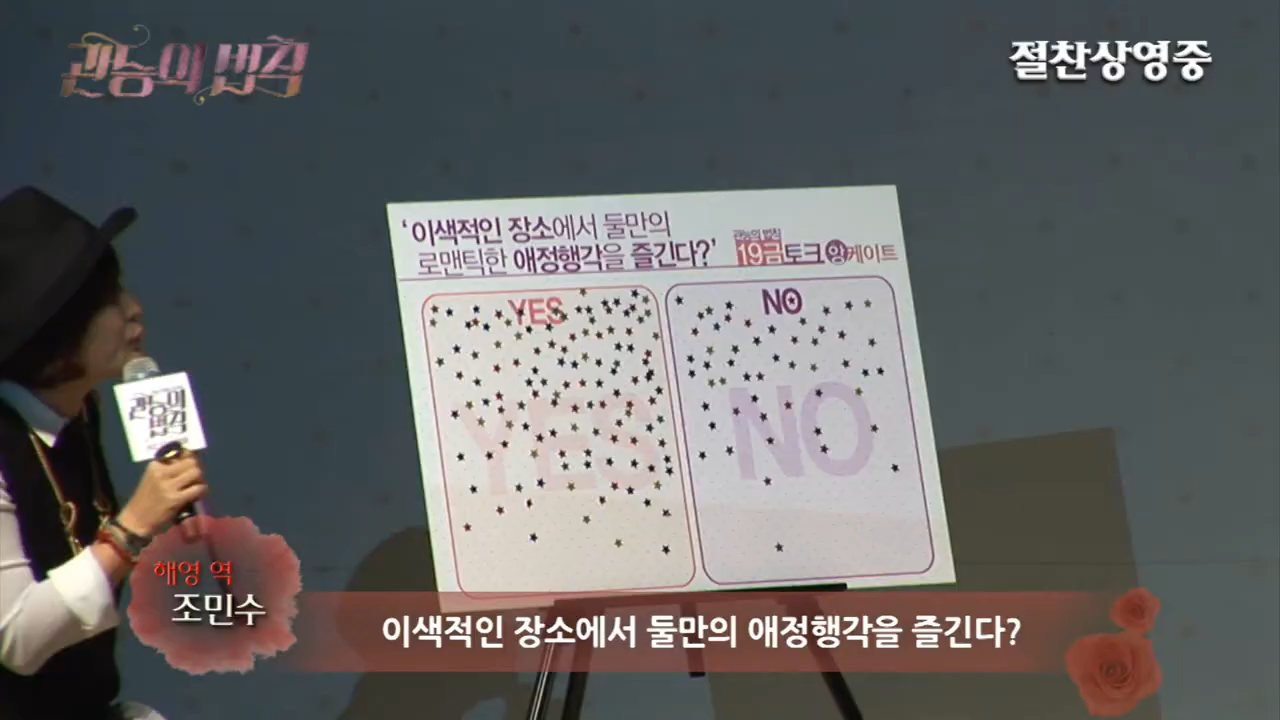 관능의 법칙
절찬상영중
'이색적인 장소에서 둘만의
로맨틱한 애정행각을 즐긴다?'
관능의 법칙
19금토크 앙케이트
YES
NO
YES
NO
관능의
법칙
해영 역
조민수
이색적인 장소에서 둘만의 애정행각을 즐긴다?